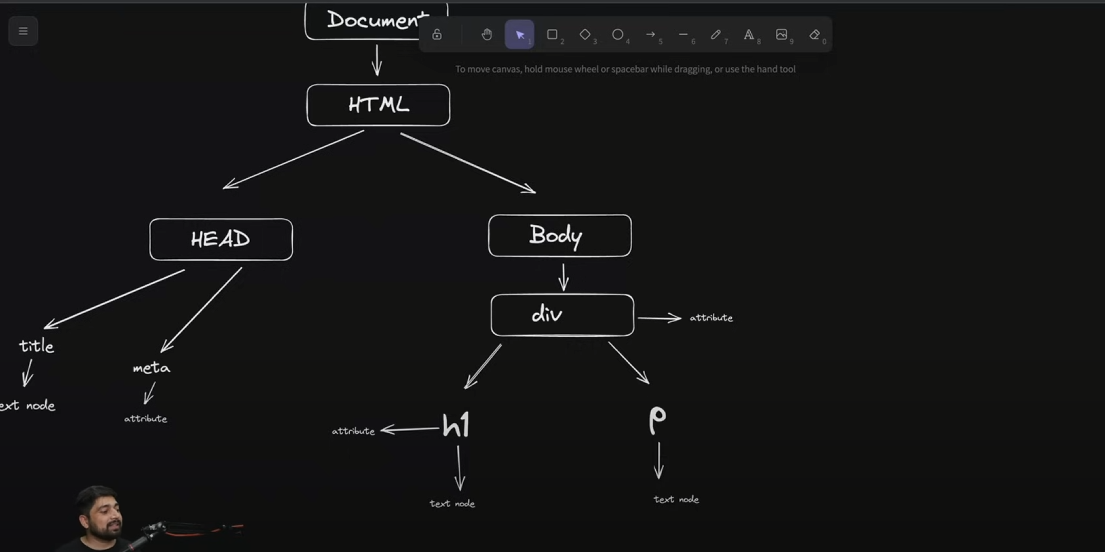 Document
1 2 3 4 5 6 7 8 9 0
To move canvas, hold mouse wheel or spacebar while dragging, or use the hand tool
HTML
HEAD
Body
div
attribute
title
meta
text node
attribute
attribute
h1
p
text node
text node